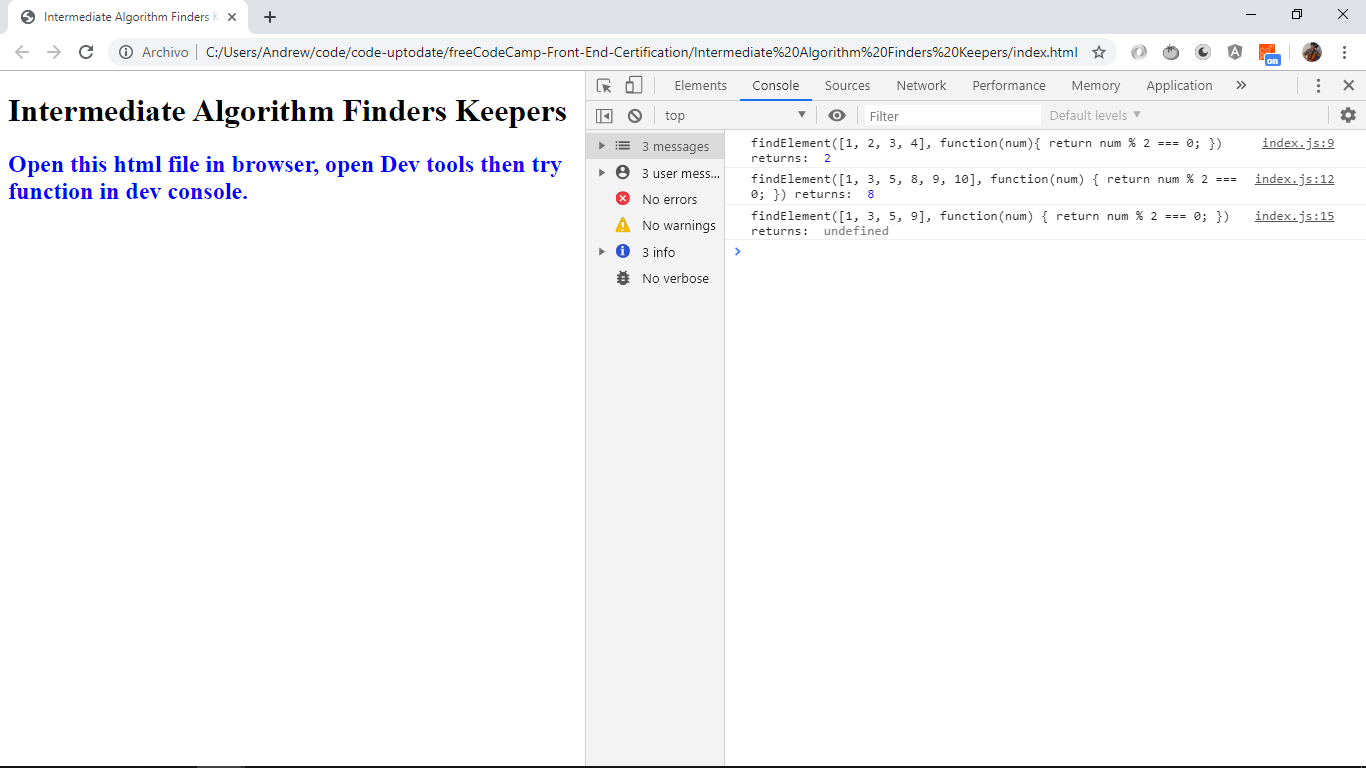 Intermediate Algorithm Finders K
Archivo
C:/Users/Andrew/code/code-uptodate/freeCodeCamp-Front-End-Certification/Intermediate%20Algorithm%20Finders%20Keepers/index.html
on
Intermediate Algorithm Finders Keepers
Open this html file in browser, open Dev tools then try
function in dev console.
Elements Console Sources Network Performance Memory Application »
top Filter Default levels
3 messages
3 user mess...
No errors
No warnings
3 info
No verbose
findElement([1, 2, 3, 4], function(num){ return num % 2 === 0; }) index.js:9
returns: 2
findElement([1, 3, 5, 8, 9, 10], function(num) { return num % 2 === index.js:12
0; }) returns: 8
findElement([1, 3, 5, 9], function(num) { return num % 2 === 0; }) index.js:15
returns: undefined